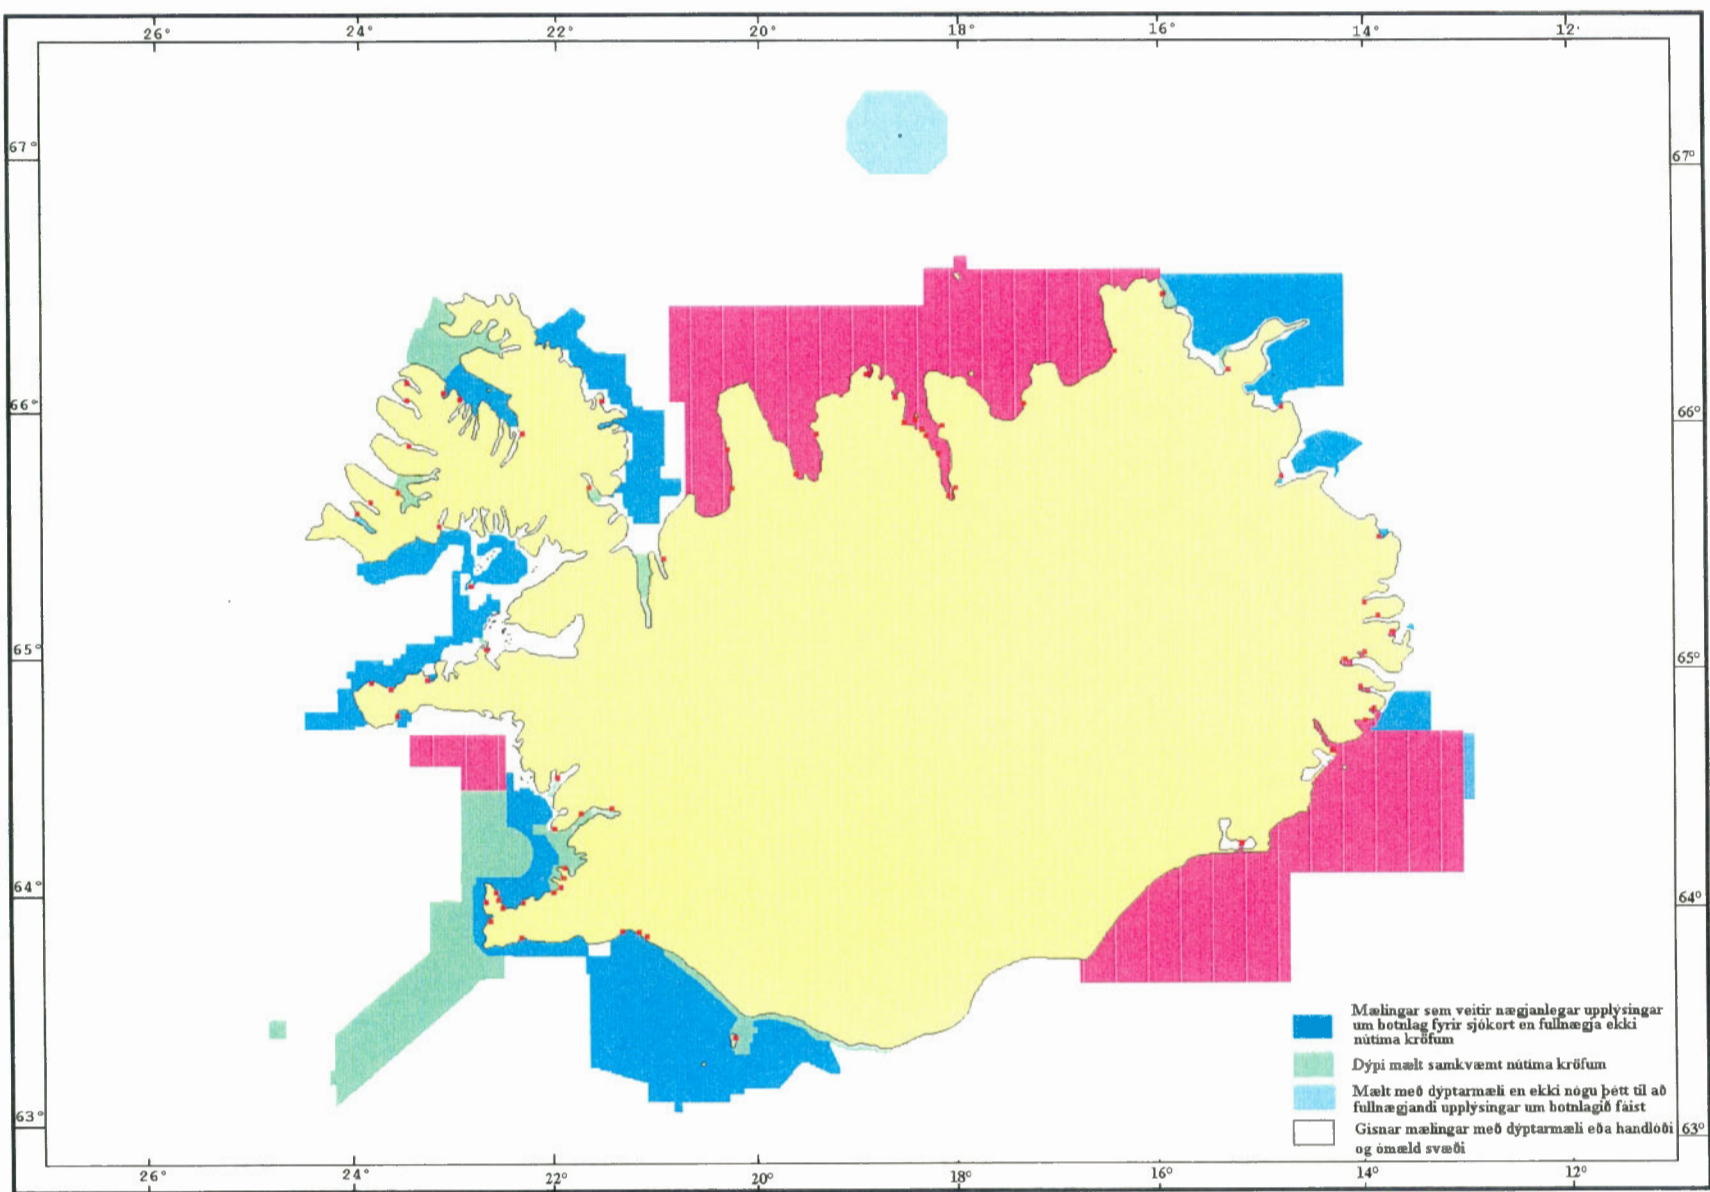 26° 24° 22° 20° 18° 16° 14° 12·
67° 67°
66° 66°
65° 65°
64° 64°
63° 63°
Mælingar sem veitir nægjanlegar upplýsingar
um botnlag fyrir sjókort en fullnægja ekki
nútíma kröfum
Dýpi mælt samkvæmt nútíma kröfum
Mælt með dýptarmæli en ekki nógu þétt til að
fullnægjandi upplýsingar um botnlagið fáist
Gisnar mælingar með dýptarmæli eða handlóði
og ómæld svæði
26° 24° 22° 20° 18° 16° 14° 12°